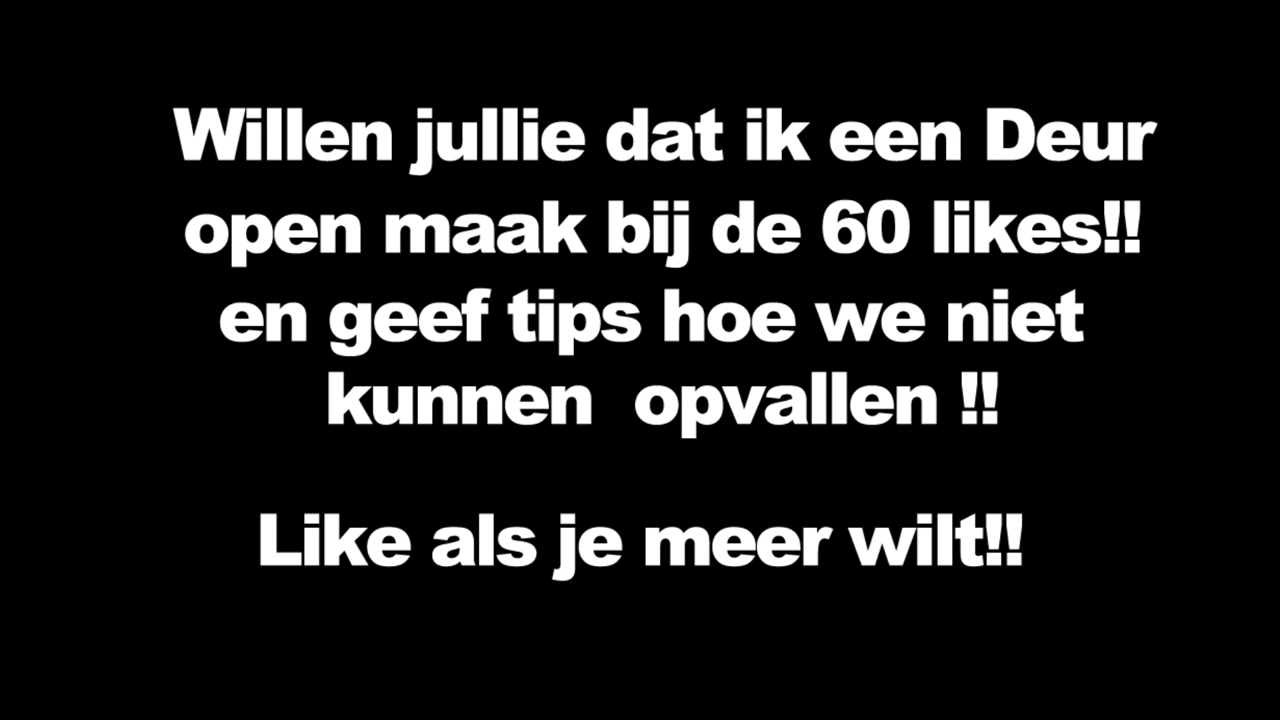 Willen jullie dat ik een Deur
open maak bij de 60 likes!!
en geef tips hoe we niet
kunnen  opvallen !!
Like als je meer wilt!!